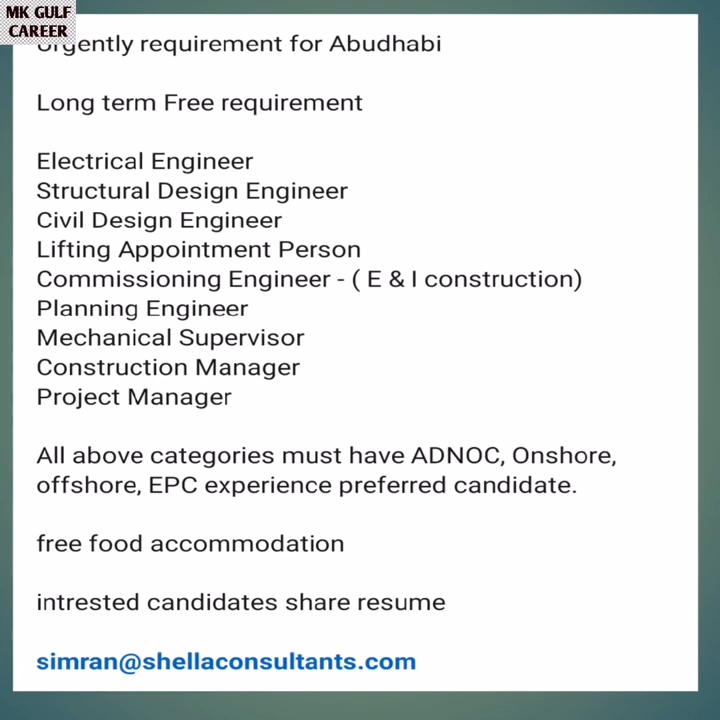 MK GULF
CAREER
Urgently requirement for Abudhabi
Long term Free requirement
Electrical Engineer
Structural Design Engineer
Civil Design Engineer
Lifting Appointment Person
Commissioning Engineer - ( E & I construction)
Planning Engineer
Mechanical Supervisor
Construction Manager
Project Manager
All above categories must have ADNOC, Onshore,
offshore, EPC experience preferred candidate.
free food accommodation
intrested candidates share resume
simran@shellaconsultants.com